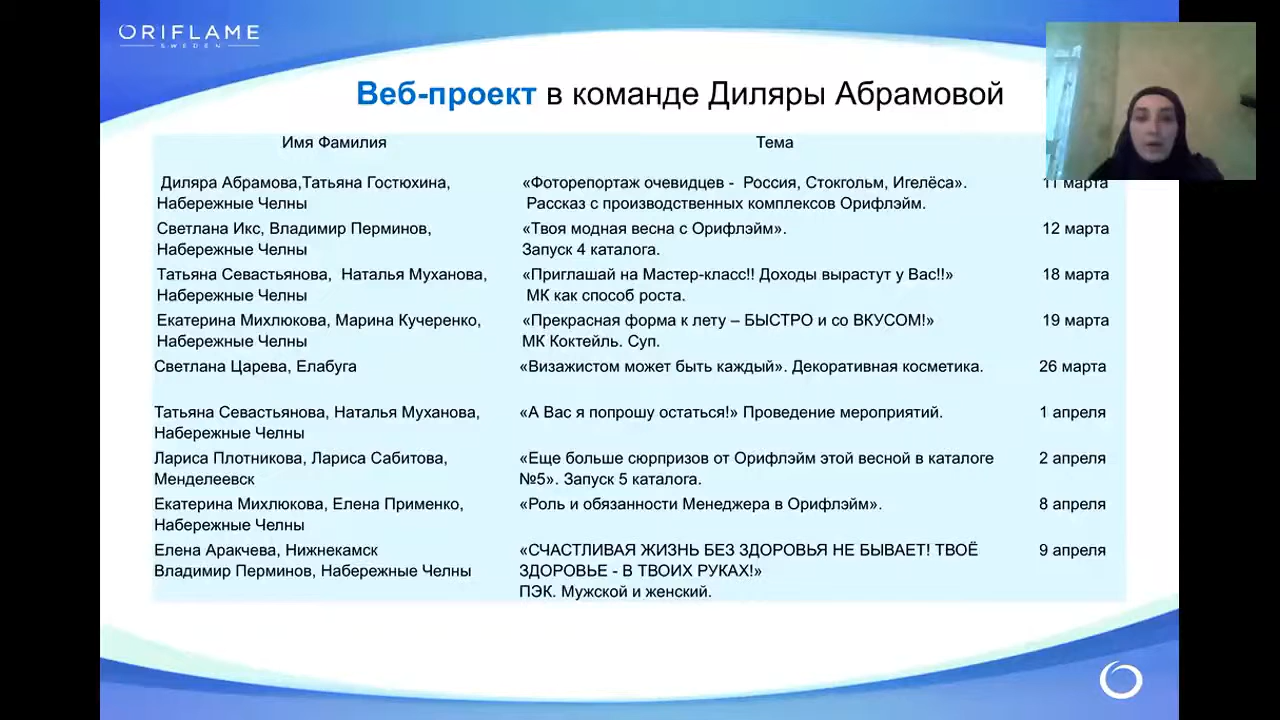 ORIFLAME
SWEDEN
Веб-проект в команде Диляры Абрамовой
Имя Фамилия Тема
Диляра Абрамова,Татьяна Гостюхина, «Фоторепортаж очевидцев - Россия, Стокгольм, Игелёса». 11 марта
Набережные Челны Рассказ с производственных комплексов Орифлэйм.
Светлана Икс, Владимир Перминов, «Твоя модная весна с Орифлэйм». 12 марта
Набережные Челны Запуск 4 каталога.
Татьяна Севастьянова, Наталья Муханова, «Приглашай на Мастер-класс!! Доходы вырастут у Вас!!» 18 марта
Набережные Челны МК как способ роста.
Екатерина Михлюкова, Марина Кучеренко, «Прекрасная форма к лету – БЫСТРО и со ВКУСОМ!» 19 марта
Набережные Челны МК Коктейль. Суп.
Светлана Царева, Елабуга «Визажистом может быть каждый». Декоративная косметика. 26 марта
Татьяна Севастьянова, Наталья Муханова, «А Вас я попрошу остаться!» Проведение мероприятий. 1 апреля
Набережные Челны
Лариса Плотникова, Лариса Сабитова, «Еще больше сюрпризов от Орифлэйм этой весной в каталоге 2 апреля
Менделеевск №5». Запуск 5 каталога.
Екатерина Михлюкова, Елена Применко, «Роль и обязанности Менеджера в Орифлэйм». 8 апреля
Набережные Челны
Елена Аракчева, Нижнекамск «СЧАСТЛИВАЯ ЖИЗНЬ БЕЗ ЗДОРОВЬЯ НЕ БЫВАЕТ! ТВОЁ 9 апреля
Владимир Перминов, Набережные Челны ЗДОРОВЬЕ - В ТВОИХ РУКАХ!»
ПЭК. Мужской и женский.